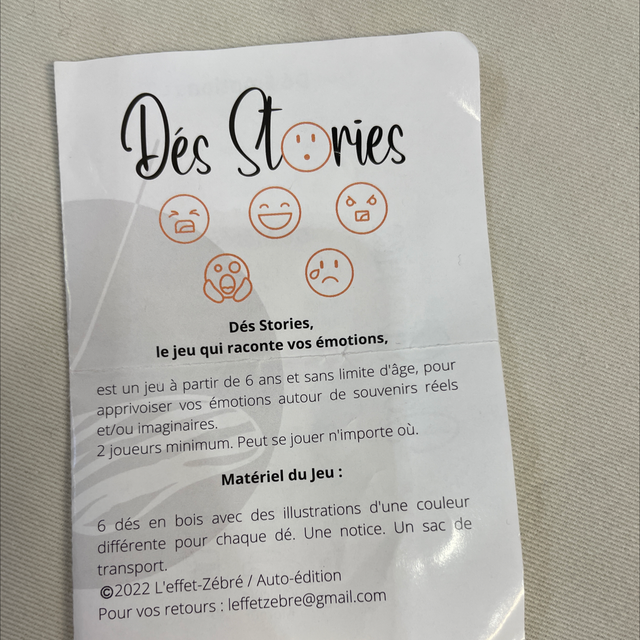 Dés Stories
Dés Stories,
le jeu qui raconte vos émotions,
est un jeu à partir de 6 ans et sans limite d'âge, pour
apprivoiser vos émotions autour de souvenirs réels
et/ou imaginaires.
2 joueurs minimum. Peut se jouer n'importe où.
Matériel du Jeu :
6 dés en bois avec des illustrations d'une couleur
différente pour chaque dé. Une notice. Un sac de
transport.
©2022 L'effet-Zébré / Auto-édition
Pour vos retours : leffetzebre@gmail.com